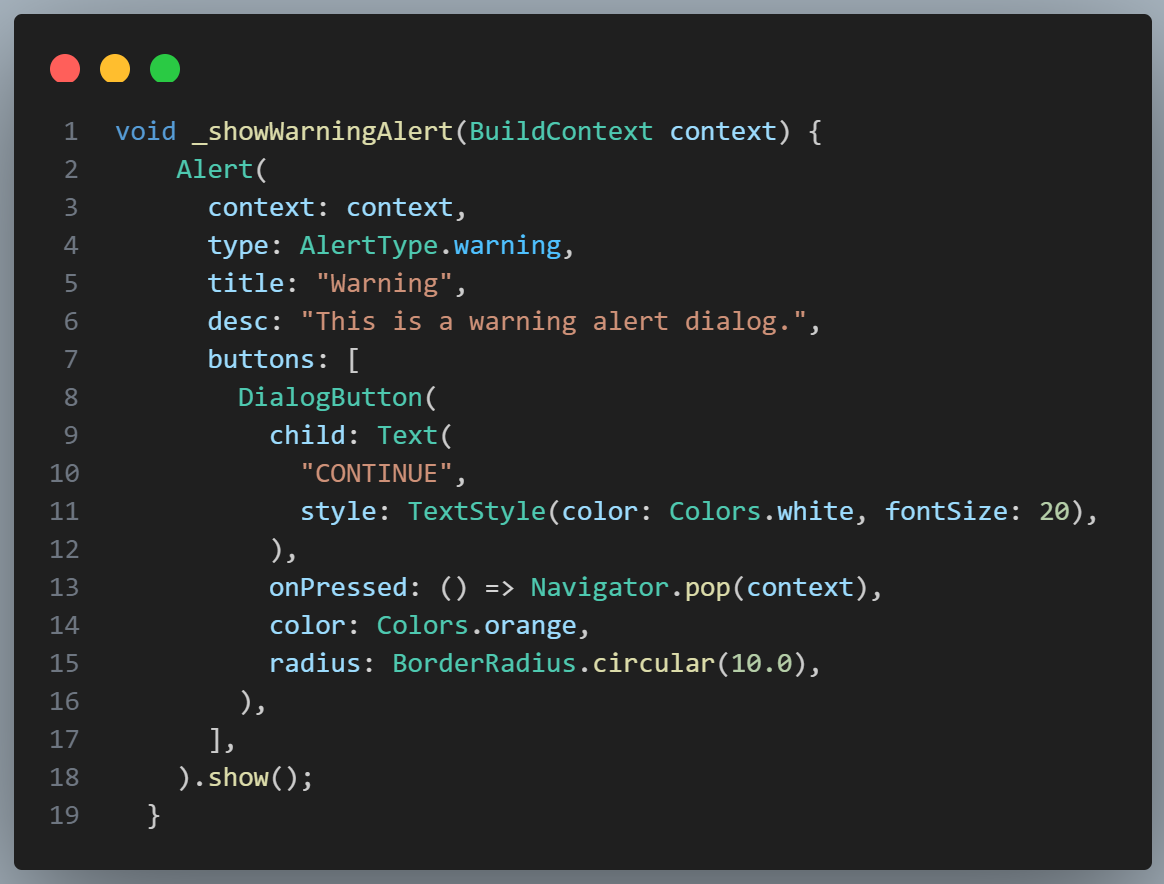 1 void _showWarningAlert(BuildContext context) {
2     Alert(
3       context: context,
4       type: AlertType.warning,
5       title: "Warning",
6       desc: "This is a warning alert dialog.",
7       buttons: [
8         DialogButton(
9           child: Text(
10             "CONTINUE",
11             style: TextStyle(color: Colors.white, fontSize: 20),
12           ),
13           onPressed: () => Navigator.pop(context),
14           color: Colors.orange,
15           radius: BorderRadius.circular(10.0),
16         ),
17       ],
18     ).show();
19   }